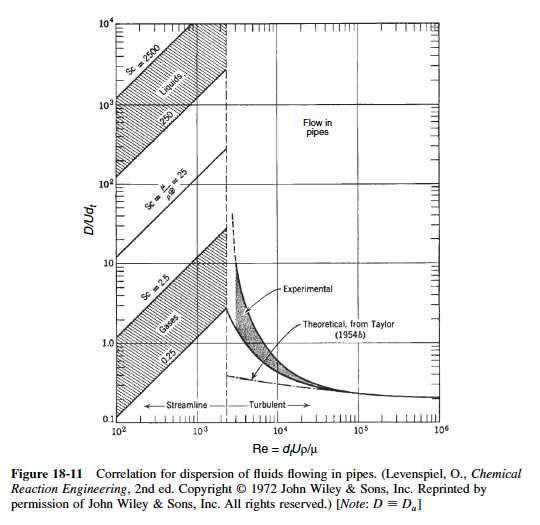 10⁴
Sc = 2500
Liquids
10³
250
Flow in
pipes
10²
Sc = μ/ρ𝒟 = 25
D/Udₜ
10
Sc = 2.5
Experimental
Gases
Theoretical, from Taylor
(1954b)
1.0
0.25
Streamline
Turbulent
0.1
10² 10³ 10⁴ 10⁵ 10⁶
Re = dₜUρ/μ
Figure 18-11 Correlation for dispersion of fluids flowing in pipes. (Levenspiel, O., Chemical
Reaction Engineering, 2nd ed. Copyright © 1972 John Wiley & Sons, Inc. Reprinted by
permission of John Wiley & Sons, Inc. All rights reserved.) [Note: D ≡ Dₐ]